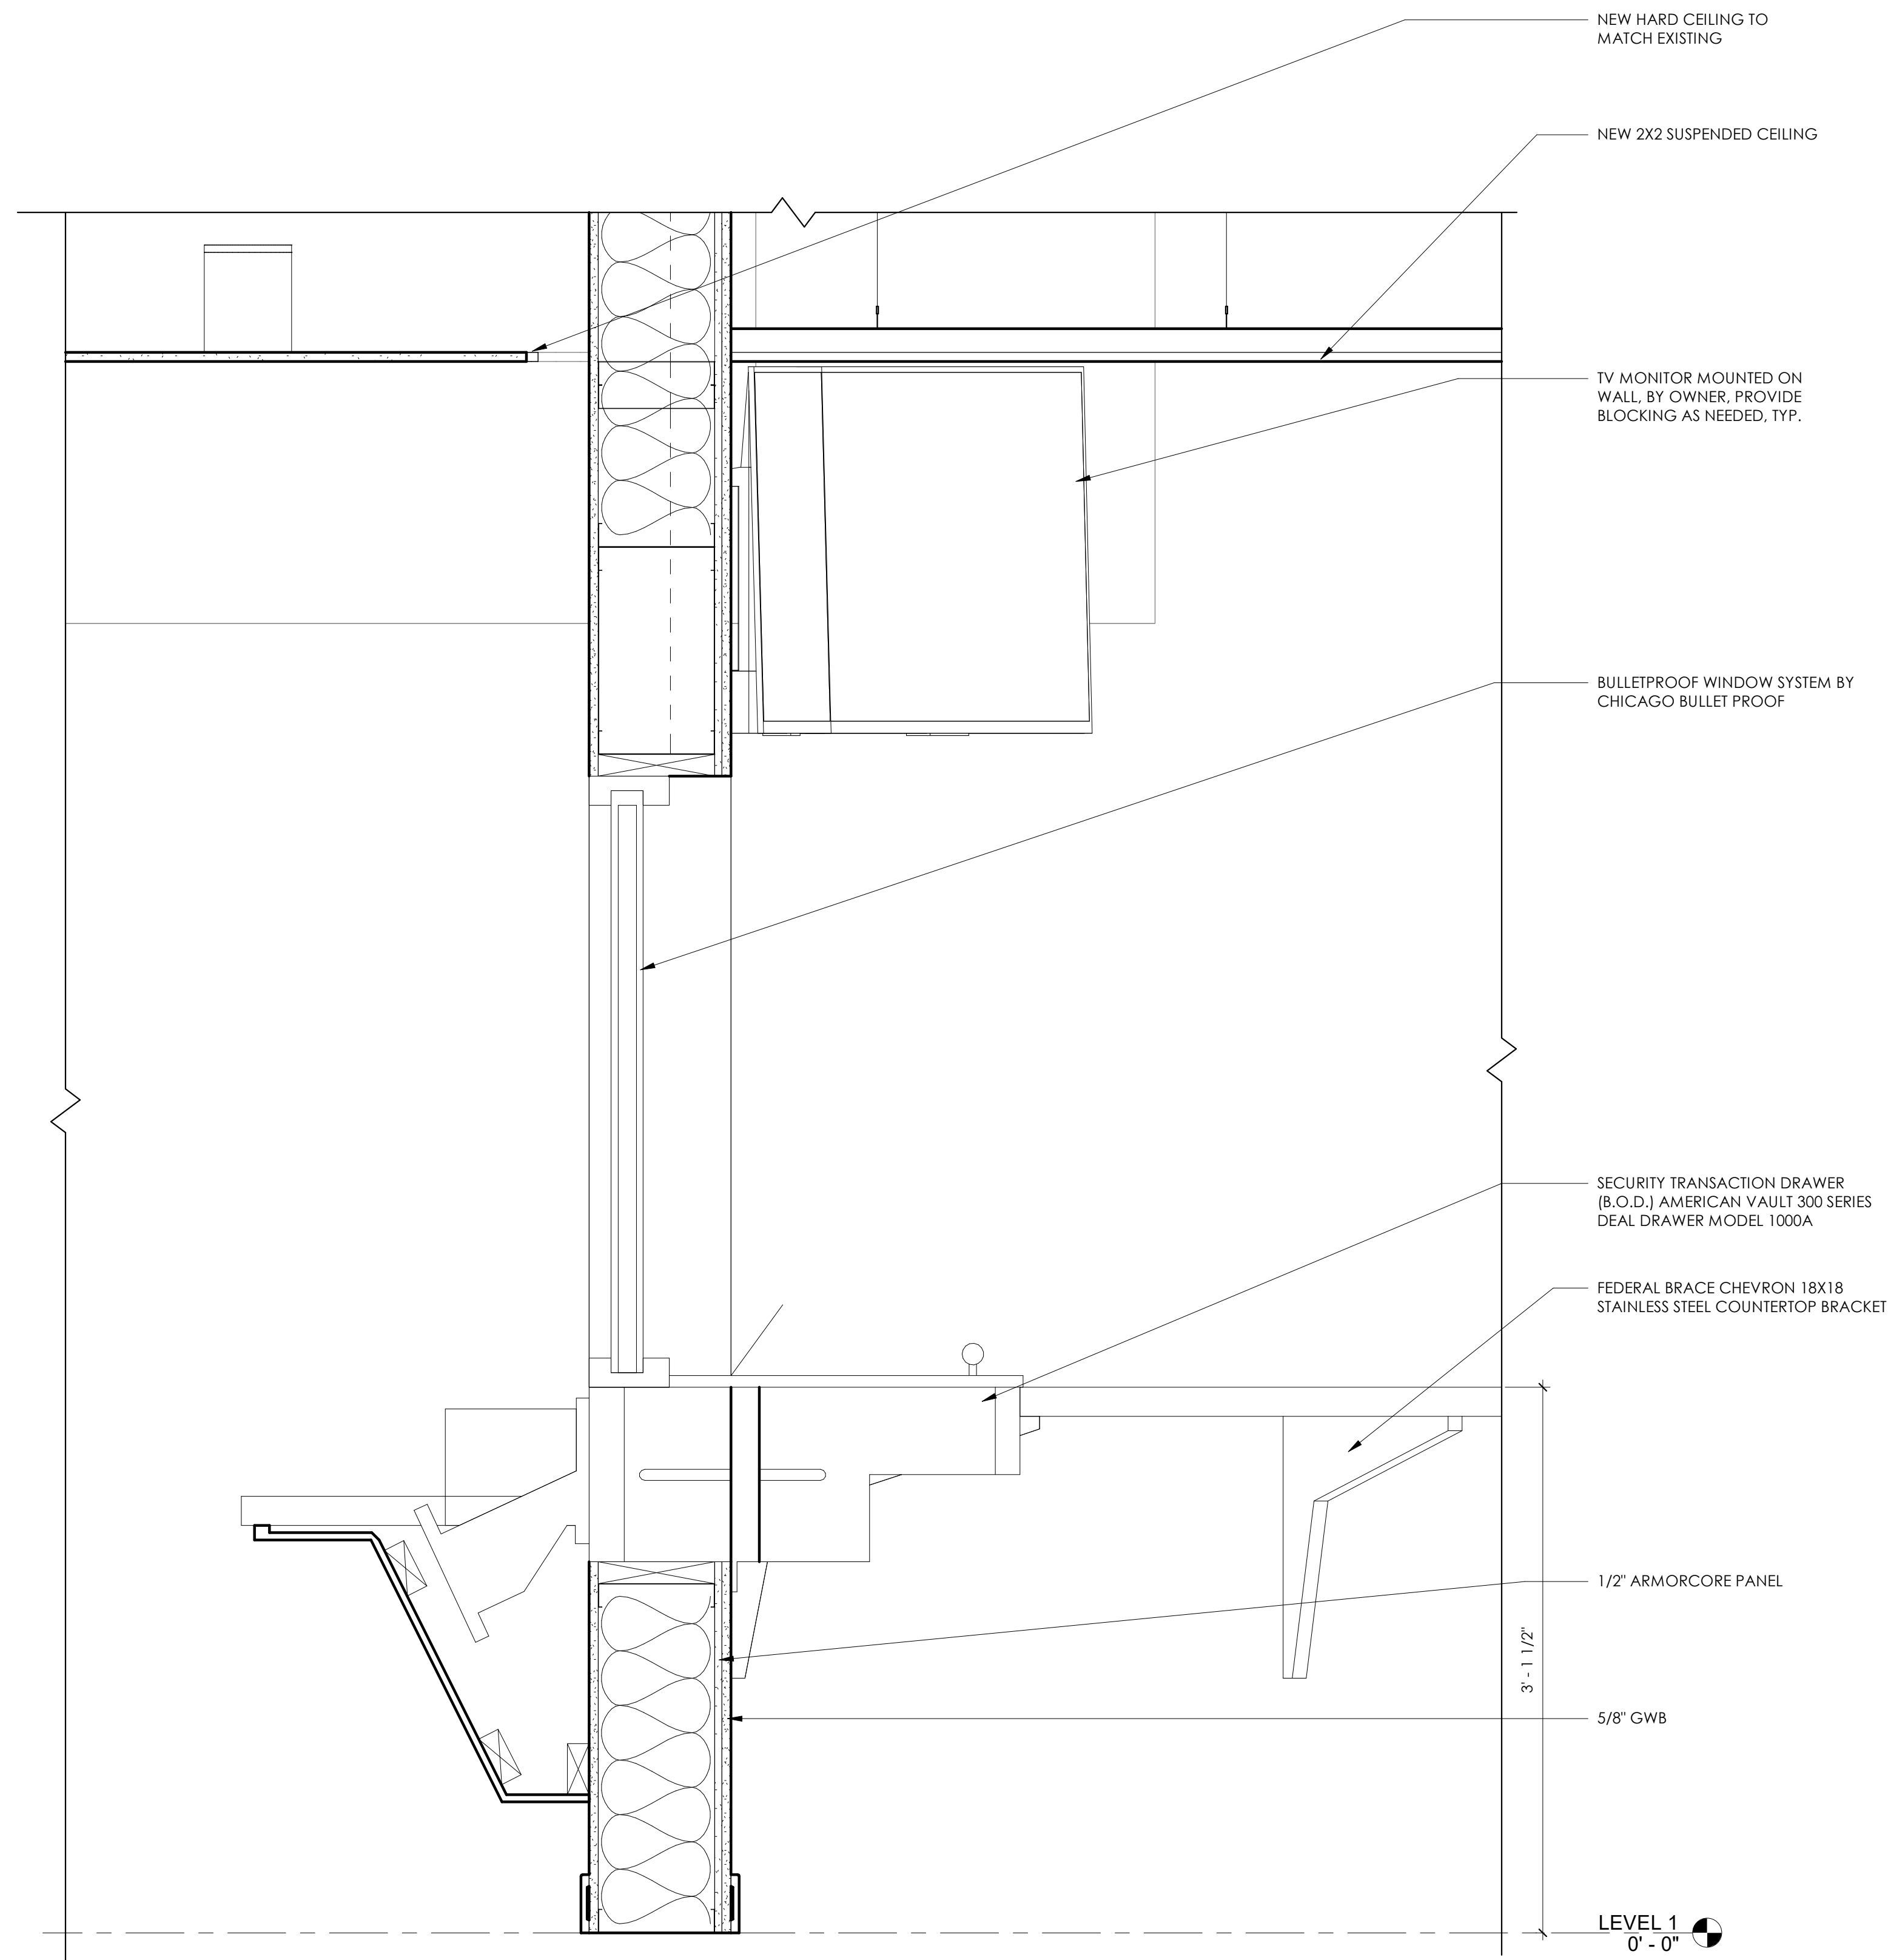 NEW HARD CEILING TO
MATCH EXISTING
NEW 2X2 SUSPENDED CEILING
TV MONITOR MOUNTED ON
WALL, BY OWNER, PROVIDE
BLOCKING AS NEEDED, TYP.
BULLETPROOF WINDOW SYSTEM BY
CHICAGO BULLET PROOF
SECURITY TRANSACTION DRAWER
(B.O.D.) AMERICAN VAULT 300 SERIES
DEAL DRAWER MODEL 1000A
FEDERAL BRACE CHEVRON 18X18
STAINLESS STEEL COUNTERTOP BRACKET
1/2" ARMORCORE PANEL
3' - 1 1/2"
5/8" GWB
LEVEL 1
0' - 0"